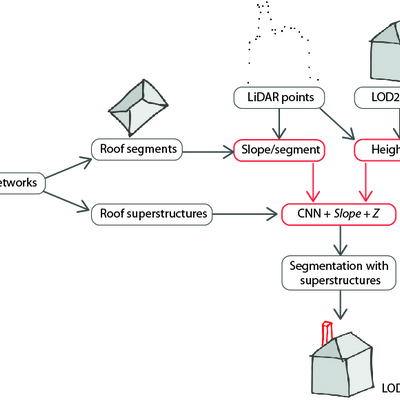 LiDAR points
LOD2
Roof segments
Slope/segment
Heigh
etworks
Roof superstructures
CNN + Slope + Z
Segmentation with
superstructures
LOD